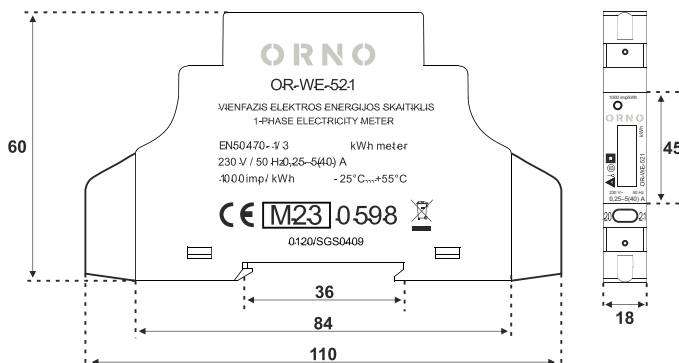 ORNO
OR-WE-521
VIENFAZIS ELEKTROS ENERGIJOS SKAITIKLIS
1-PHASE ELECTRICITY METER
EN50470-1/3 kWh meter
230 V / 50 Hz 0,25-5(40) A
1000 imp/kWh -25°C...+55°C
CE M23 0598
0120/SGS0409
60
36
84
110
1000 imp/kWh
ORNO
kWh
OR-WE-521
230 V~ 50 Hz
0,25-5(40) A
20 21
45
18